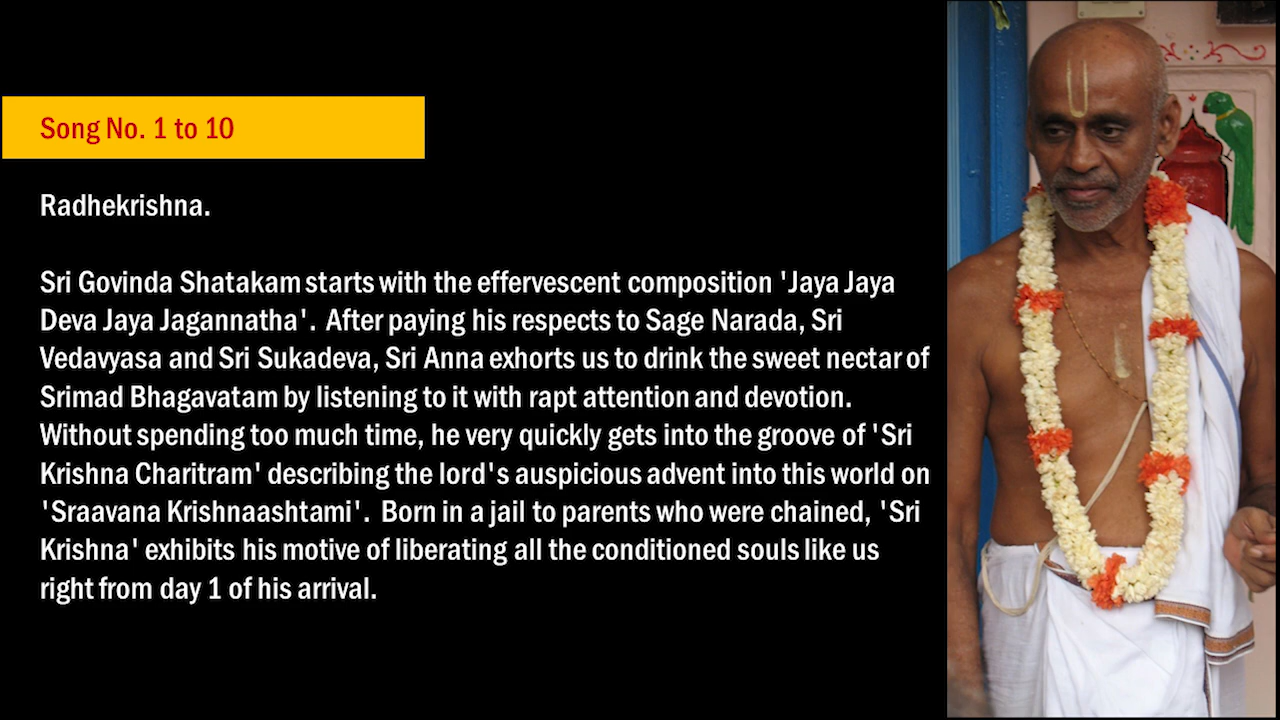 Song No. 1 to 10
Radhekrishna.
Sri Govinda Shatakam starts with the effervescent composition 'Jaya Jaya
Deva Jaya Jagannatha'. After paying his respects to Sage Narada, Sri
Vedavyasa and Sri Sukadeva, Sri Anna exhorts us to drink the sweet nectar of
Srimad Bhagavatam by listening to it with rapt attention and devotion.
Without spending too much time, he very quickly gets into the groove of 'Sri
Krishna Charitram' describing the lord's auspicious advent into this world on
'Sraavana Krishnaashtami'. Born in a jail to parents who were chained, 'Sri
Krishna' exhibits his motive of liberating all the conditioned souls like us
right from day 1 of his arrival.